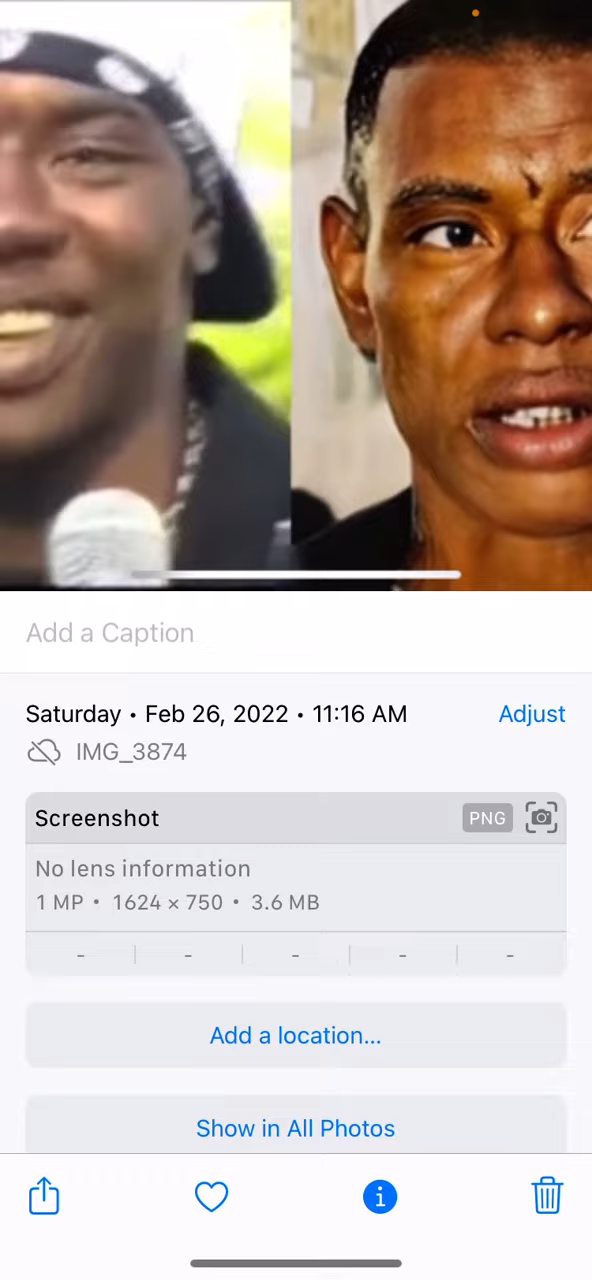 Add a Caption
Saturday • Feb 26, 2022 • 11:16 AM Adjust
IMG_3874
Screenshot PNG
No lens information
1 MP • 1624 × 750 • 3.6 MB
- - - - -
Add a location...
Show in All Photos